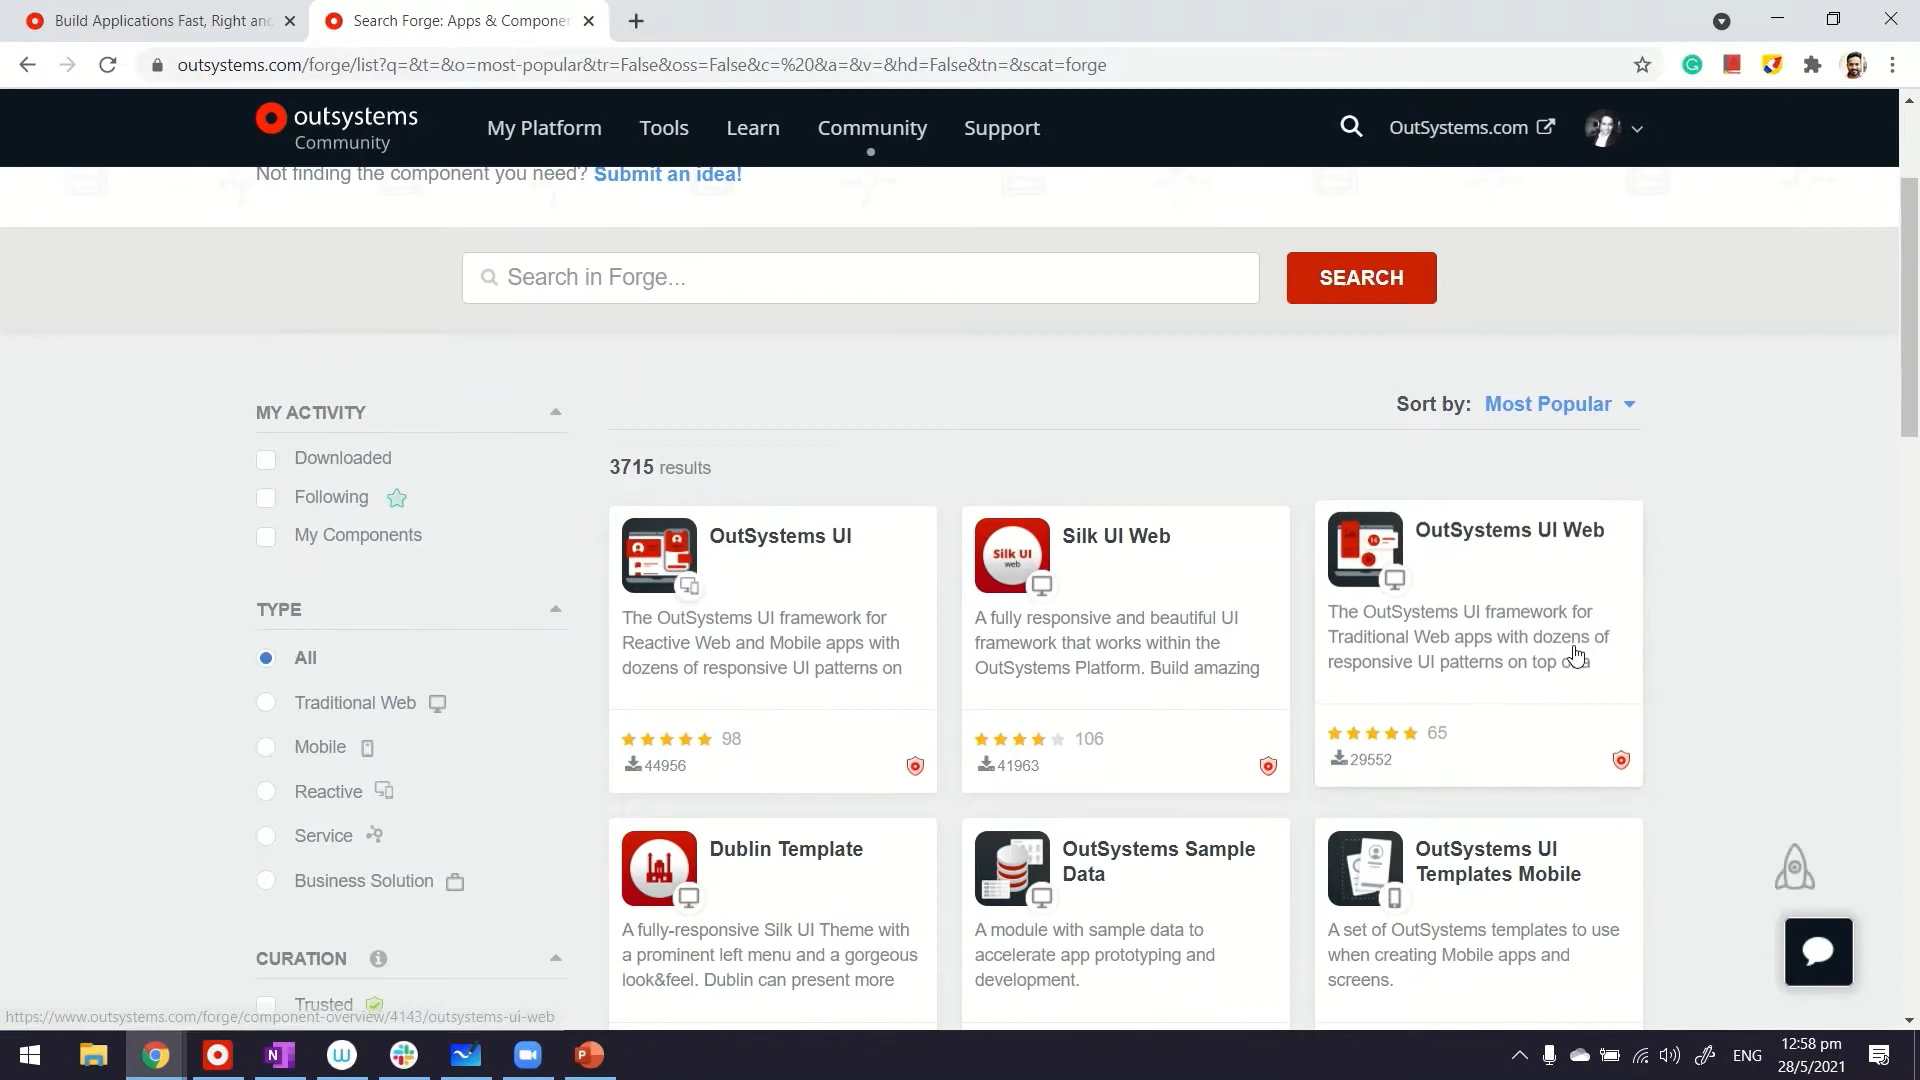 Build Applications Fast, Right an
Search Forge: Apps & Componen
outsystems.com/forge/list?q=&t=&o=most-popular&tr=False&oss=False&c=%20&a=&v=&hd=False&tn=&scat=forge
outsystems
Community
My Platform
Tools
Learn
Community
Support
OutSystems.com
Not finding the component you need? Submit an idea!
Search in Forge...
SEARCH
MY ACTIVITY
Downloaded
Following
My Components
TYPE
All
Traditional Web
Mobile
Reactive
Service
Business Solution
CURATION
Trusted
Sort by: Most Popular
3715 results
OutSystems UI
The OutSystems UI framework for
Reactive Web and Mobile apps with
dozens of responsive UI patterns on
98
44956
Silk UI
web
Silk UI Web
A fully responsive and beautiful UI
framework that works within the
OutSystems Platform. Build amazing
106
41963
OutSystems UI Web
The OutSystems UI framework for
Traditional Web apps with dozens of
responsive UI patterns on top
65
29552
Dublin Template
A fully-responsive Silk UI Theme with
a prominent left menu and a gorgeous
look&feel. Dublin can present more
OutSystems Sample
Data
A module with sample data to
accelerate app prototyping and
development.
OutSystems UI
Templates Mobile
A set of OutSystems templates to use
when creating Mobile apps and
screens.
https://www.outsystems.com/forge/component-overview/4143/outsystems-ui-web
ENG
12:58 pm
28/5/2021